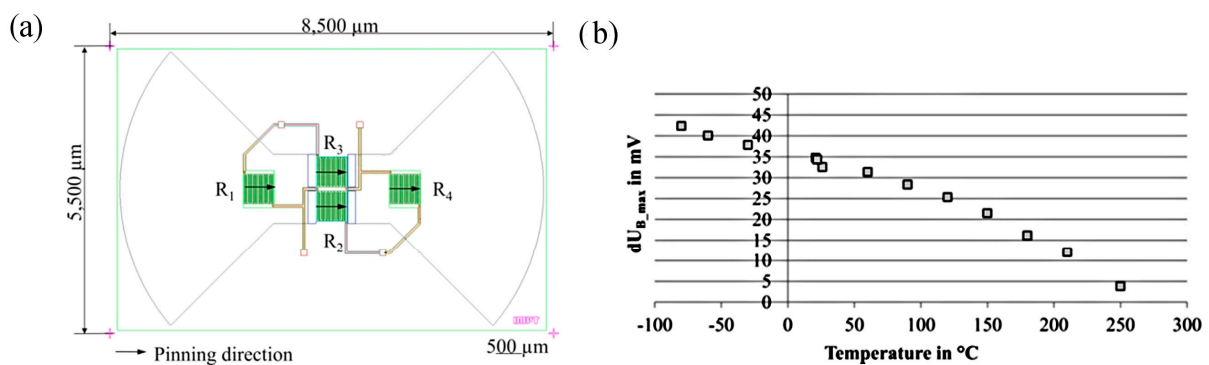 (a)
8,500 µm
5,500 µm
R3
R1
R4
R2
IMPT
Pinning direction
500 µm
(b)
dUB_max in mV
50
45
40
35
30
25
20
15
10
5
0
-100 -50 0 50 100 150 200 250 300
Temperature in °C